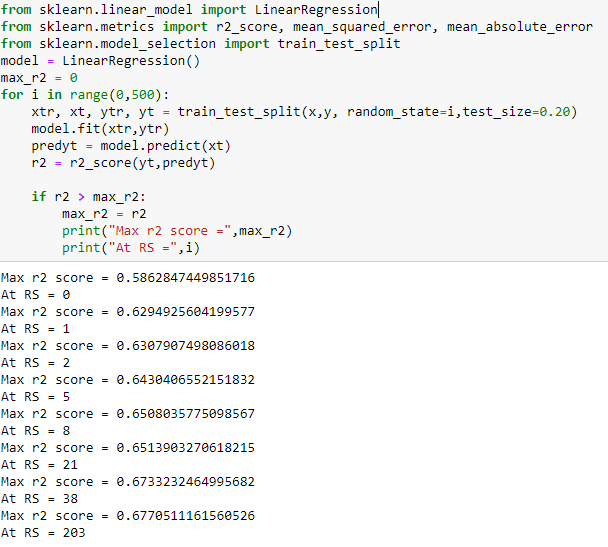 from sklearn.linear_model import LinearRegression
from sklearn.metrics import r2_score, mean_squared_error, mean_absolute_error
from sklearn.model_selection import train_test_split
model = LinearRegression()
max_r2 = 0
for i in range(0,500):
    xtr, xt, ytr, yt = train_test_split(x,y, random_state=i,test_size=0.20)
    model.fit(xtr,ytr)
    predyt = model.predict(xt)
    r2 = r2_score(yt,predyt)

    if r2 > max_r2:
        max_r2 = r2
        print("Max r2 score =",max_r2)
        print("At RS =",i)
Max r2 score = 0.5862847449851716
At RS = 0
Max r2 score = 0.6294925604199577
At RS = 1
Max r2 score = 0.6307907498086018
At RS = 2
Max r2 score = 0.6430406552151832
At RS = 5
Max r2 score = 0.6508035775098567
At RS = 8
Max r2 score = 0.6513903270618215
At RS = 21
Max r2 score = 0.6733232464995682
At RS = 38
Max r2 score = 0.6770511161560526
At RS = 203